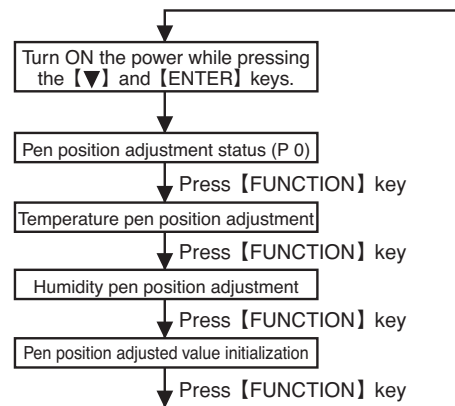 Turn ON the power while pressing
the【▼】and【ENTER】keys.
Pen position adjustment status (P 0)
Press【FUNCTION】key
Temperature pen position adjustment
Press【FUNCTION】key
Humidity pen position adjustment
Press【FUNCTION】key
Pen position adjusted value initialization
Press【FUNCTION】key